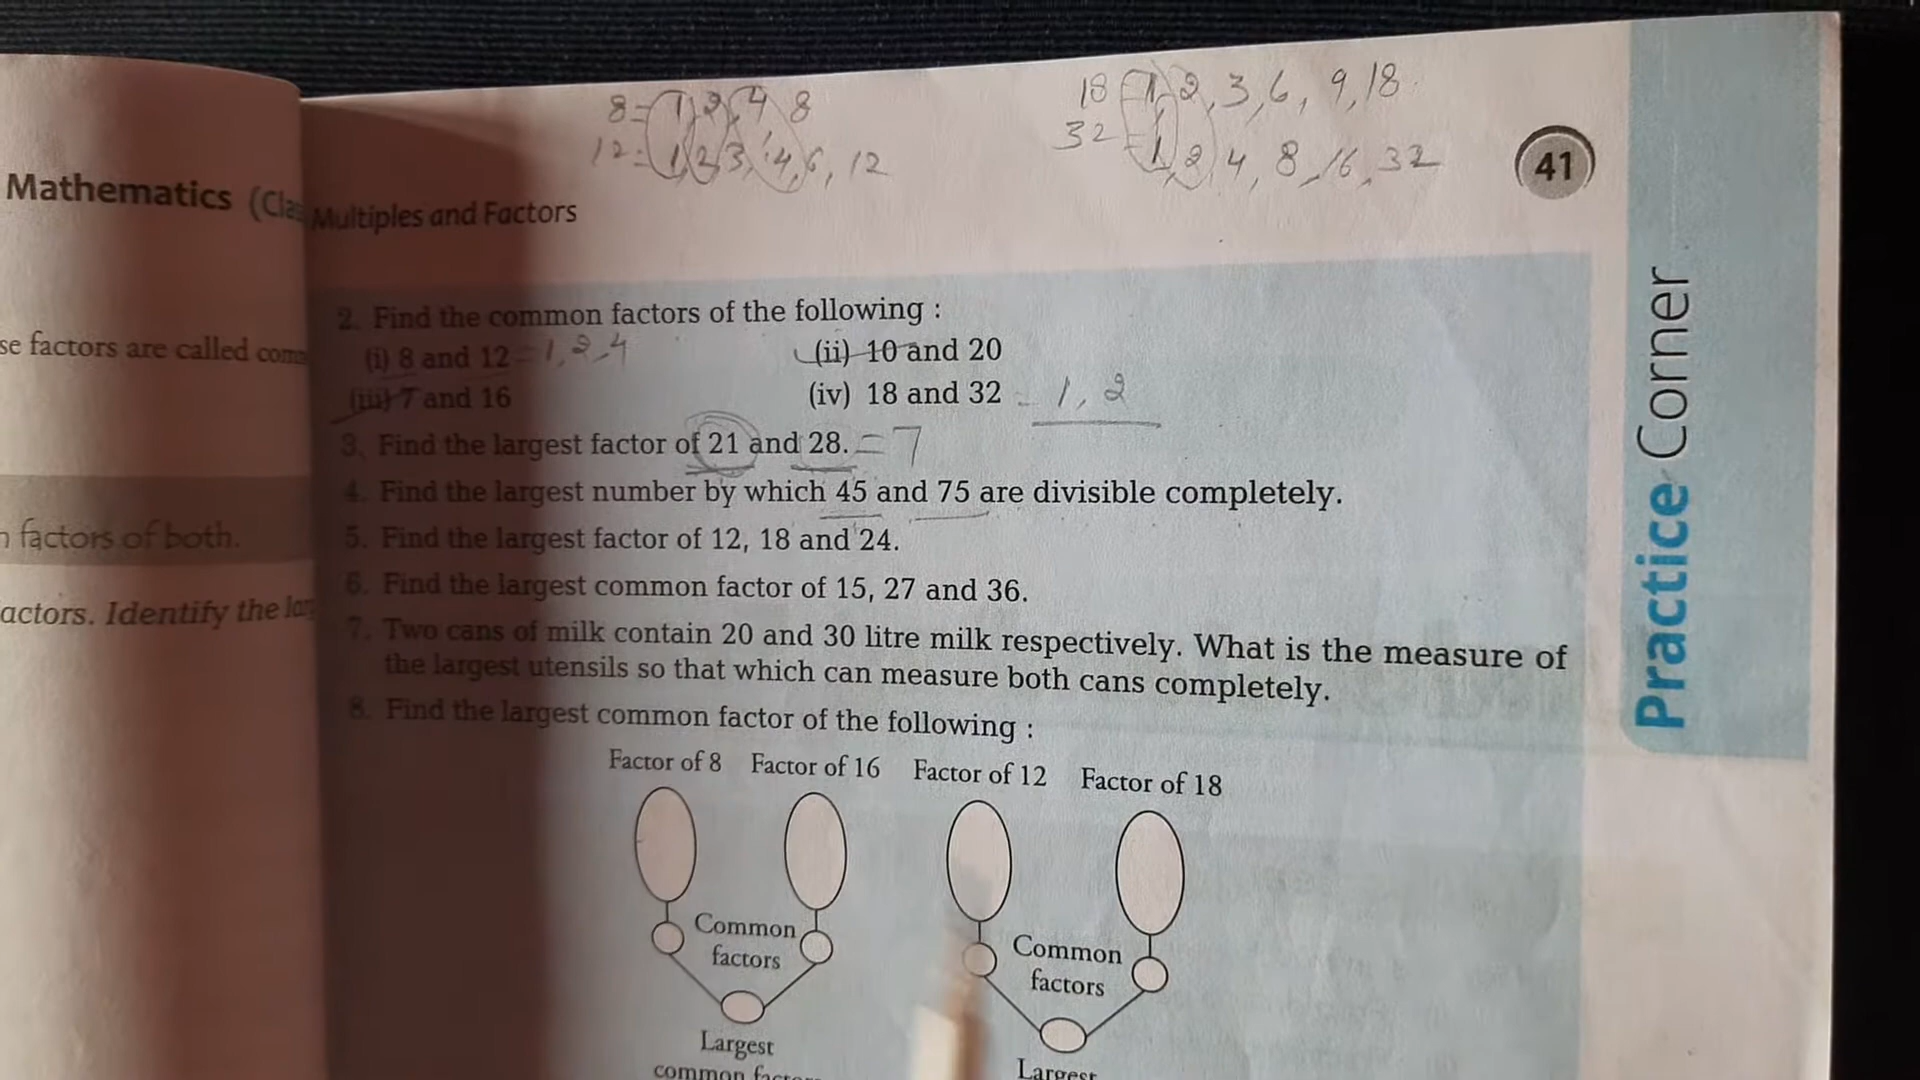 8 = 1, 2, 4 8
12 = 1, 2, 3, 4, 6, 12
18 = 1, 2, 3, 6, 9, 18
32 = 1, 2, 4, 8, 16, 32
41
Mathematics
Multiples and Factors
se factors are called
factors of both.
actors. Identify the
2. Find the common factors of the following :
(i) 8 and 12 = 1, 2, 4
(ii) 10 and 20
(iii) 7 and 16
(iv) 18 and 32 - 1, 2
3. Find the largest factor of 21 and 28. = 7
4. Find the largest number by which 45 and 75 are divisible completely.
5. Find the largest factor of 12, 18 and 24.
6. Find the largest common factor of 15, 27 and 36.
7. Two cans of milk contain 20 and 30 litre milk respectively. What is the measure of
the largest utensils so that which can measure both cans completely.
8. Find the largest common factor of the following :
Factor of 8 Factor of 16 Factor of 12 Factor of 18
Common
factors
Common
factors
Largest
common
Largest
Practice Corner